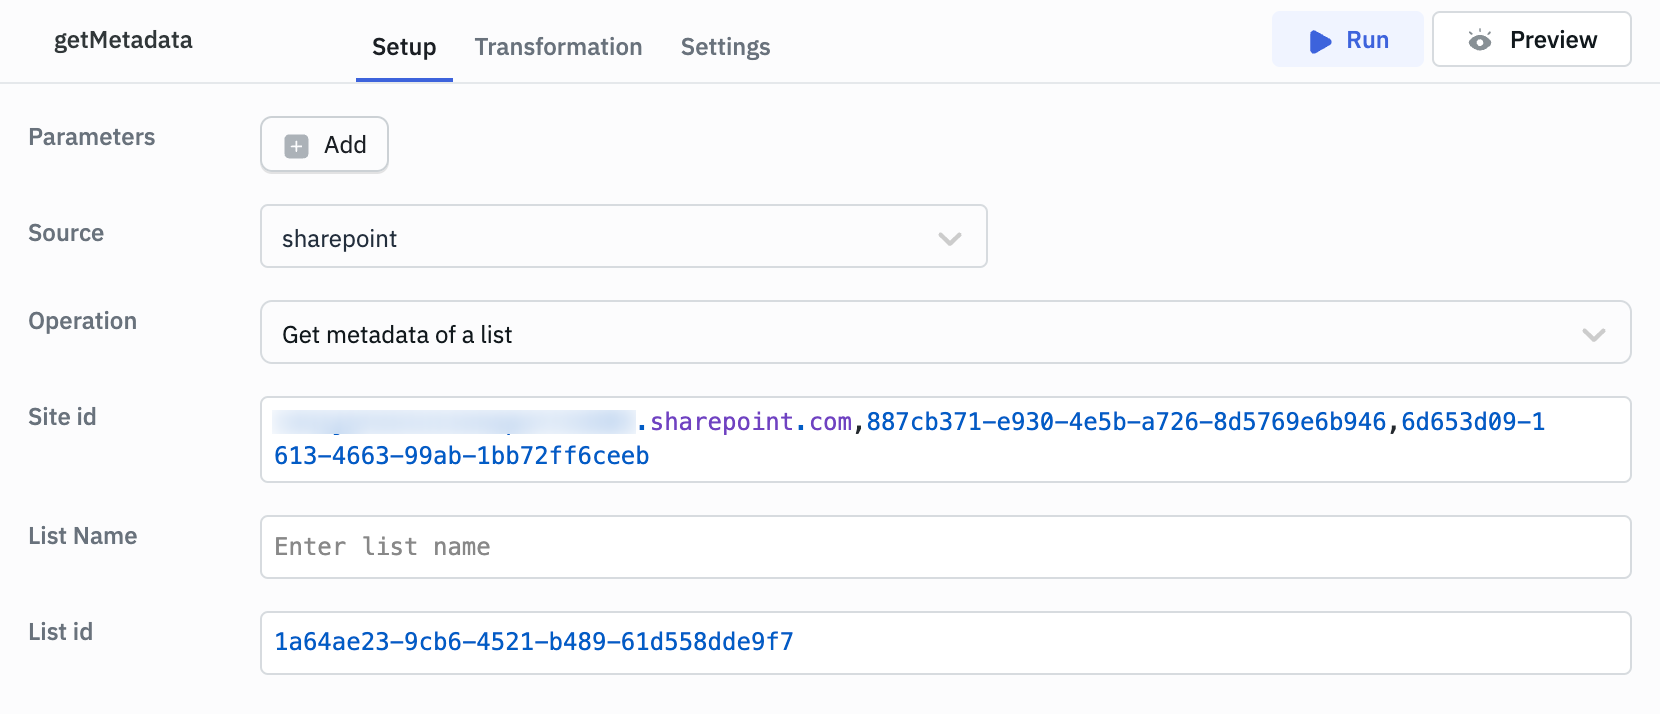 getMetadata
Setup Transformation Settings
Run Preview
Parameters
Add
Source
sharepoint
Operation
Get metadata of a list
Site id
.sharepoint.com,887cb371-e930-4e5b-a726-8d5769e6b946,6d653d09-1
613-4663-99ab-1bb72ff6ceeb
List Name
Enter list name
List id
1a64ae23-9cb6-4521-b489-61d558dde9f7